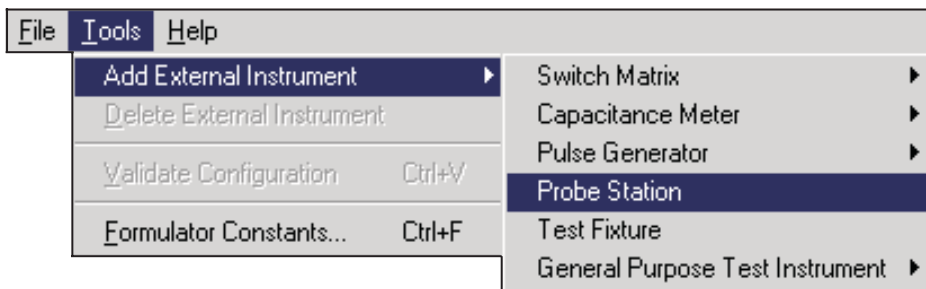 File Tools Help
Add External Instrument
Delete External Instrument
Validate Configuration Ctrl+V
Formulator Constants... Ctrl+F
Switch Matrix
Capacitance Meter
Pulse Generator
Probe Station
Test Fixture
General Purpose Test Instrument